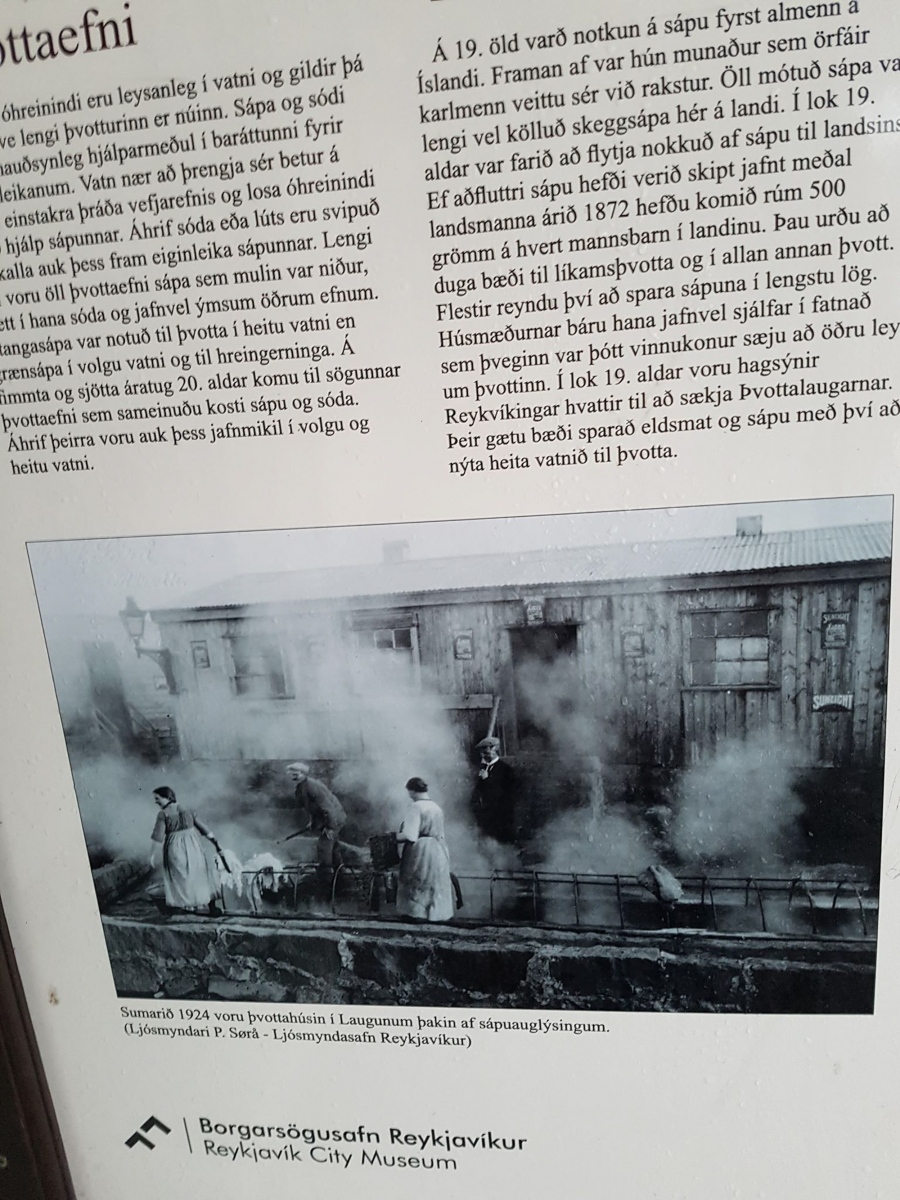 ottaefni
óhreinindi eru leysanleg í vatni og gildir þá
ve lengi þvotturinn er núinn. Sápa og sódi
nauðsynleg hjálparmeðul í baráttunni fyrir
leikanum. Vatn nær að þrengja sér betur á
einstakra þráða vefjarefnis og losa óhreinindi
hjálp sápunnar. Áhrif sóda eða lúts eru svipuð
kalla auk þess fram eiginleika sápunnar. Lengi
voru öll þvottaefni sápa sem mulin var niður,
ett í hana sóda og jafnvel ýmsum öðrum efnum.
tangasápa var notuð til þvotta í heitu vatni en
grænsápa í volgu vatni og til hreingerninga. Á
fimmta og sjötta áratug 20. aldar komu til sögunnar
þvottaefni sem sameinuðu kosti sápu og sóda.
Áhrif þeirra voru auk þess jafnmikil í volgu og
heitu vatni.
Á 19. öld varð notkun á sápu fyrst almenn á
Íslandi. Framan af var hún munaður sem örfáir
karlmenn veittu sér við rakstur. Öll mótuð sápa va
lengi vel kölluð skeggsápa hér á landi. Í lok 19.
aldar var farið að flytja nokkuð af sápu til landsins
Ef aðfluttri sápu hefði verið skipt jafnt meðal
landsmanna árið 1872 hefðu komið rúm 500
grömm á hvert mannsbarn í landinu. Þau urðu að
duga bæði til líkamsþvotta og í allan annan þvott.
Flestir reyndu því að spara sápuna í lengstu lög.
Húsmæðurnar báru hana jafnvel sjálfar í fatnað
sem þveginn var þótt vinnukonur sæju að öðru ley
um þvottinn. Í lok 19. aldar voru hagsýnir
Reykvíkingar hvattir til að sækja Þvottalaugarnar.
Þeir gætu bæði sparað eldsmat og sápu með því að
nýta heita vatnið til þvotta.
SUNLIGHT
SUNLIGHT
Sumarið 1924 voru þvottahúsin í Laugunum þakin af sápuauglýsingum.
(Ljósmyndari P. Sørå - Ljósmyndasafn Reykjavíkur)
Borgarsögusafn Reykjavíkur
Reykjavík City Museum